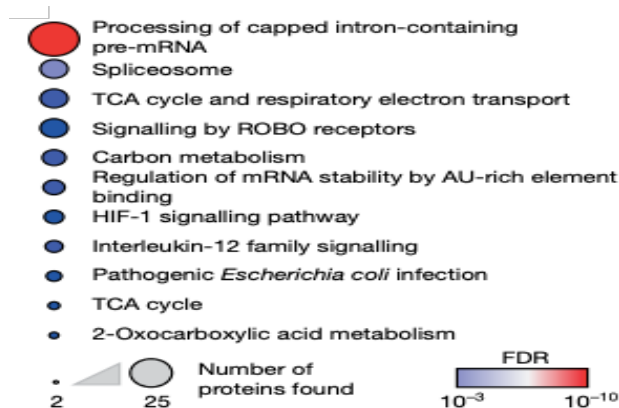 Processing of capped intron-containing
pre-mRNA
Spliceosome
TCA cycle and respiratory electron transport
Signalling by ROBO receptors
Carbon metabolism
Regulation of mRNA stability by AU-rich element
binding
HIF-1 signalling pathway
Interleukin-12 family signalling
Pathogenic Escherichia coli infection
TCA cycle
2-Oxocarboxylic acid metabolism
Number of
proteins found
2 25
FDR
10⁻³ 10⁻¹⁰